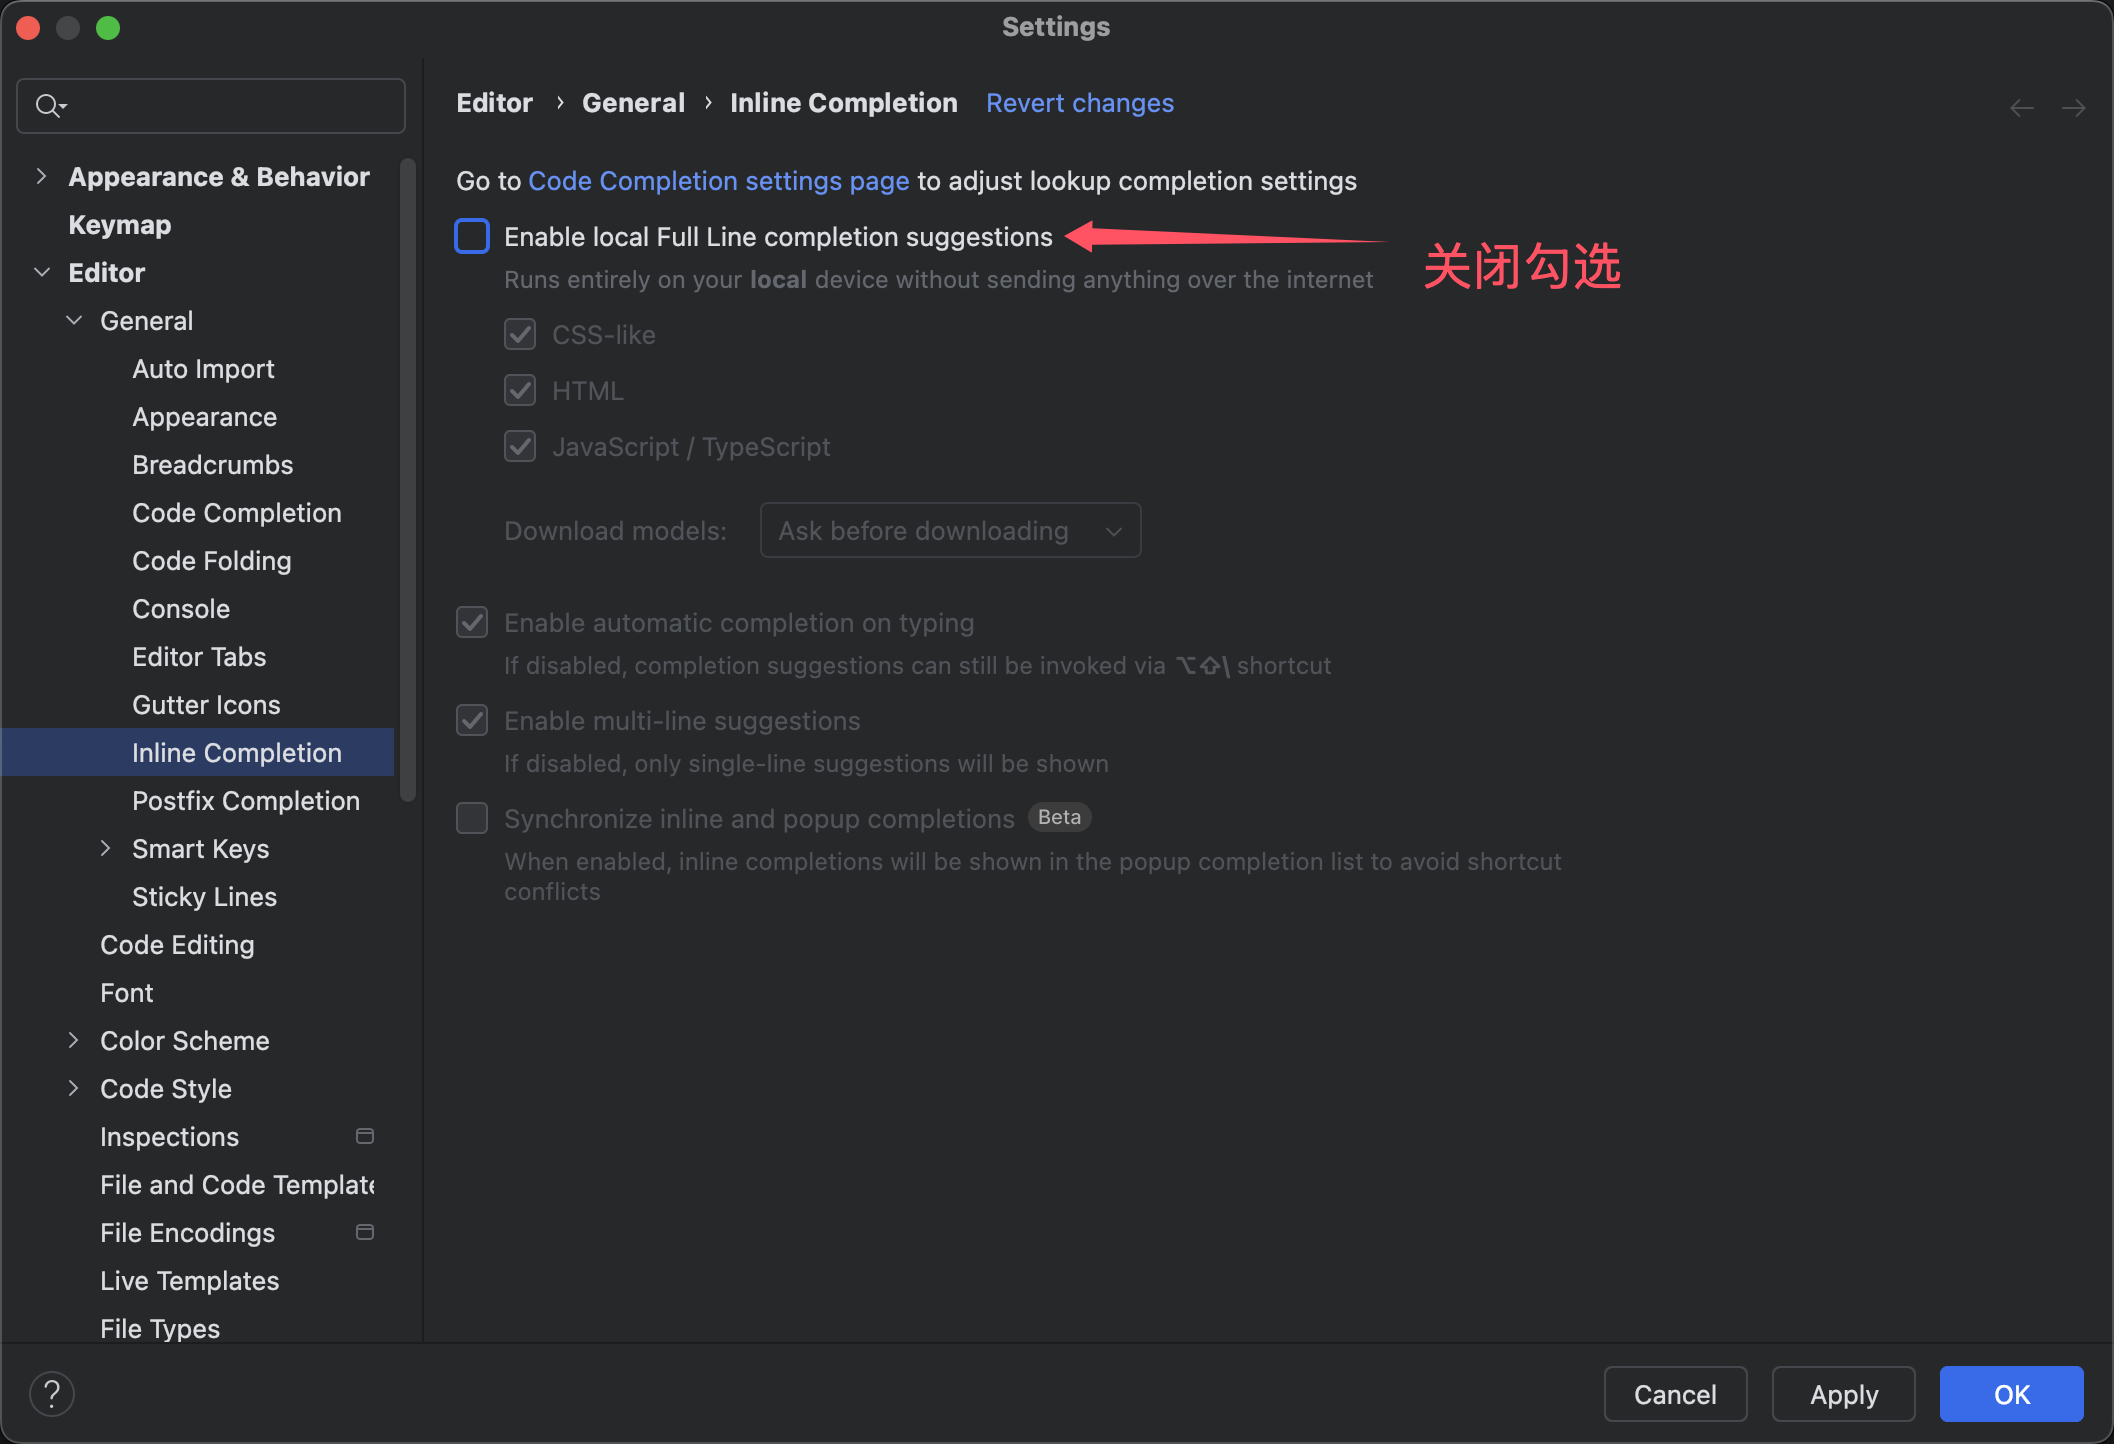 Settings
Editor › General › Inline Completion Revert changes
Appearance & Behavior
Keymap
Editor
General
Auto Import
Appearance
Breadcrumbs
Code Completion
Code Folding
Console
Editor Tabs
Gutter Icons
Inline Completion
Postfix Completion
Smart Keys
Sticky Lines
Code Editing
Font
Color Scheme
Code Style
Inspections
File and Code Template
File Encodings
Live Templates
File Types
Go to Code Completion settings page to adjust lookup completion settings
Enable local Full Line completion suggestions
关闭勾选
Runs entirely on your local device without sending anything over the internet
CSS-like
HTML
JavaScript / TypeScript
Download models: Ask before downloading
Enable automatic completion on typing
If disabled, completion suggestions can still be invoked via ⌥⇧\ shortcut
Enable multi-line suggestions
If disabled, only single-line suggestions will be shown
Synchronize inline and popup completions Beta
When enabled, inline completions will be shown in the popup completion list to avoid shortcut
conflicts
?
Cancel
Apply
OK